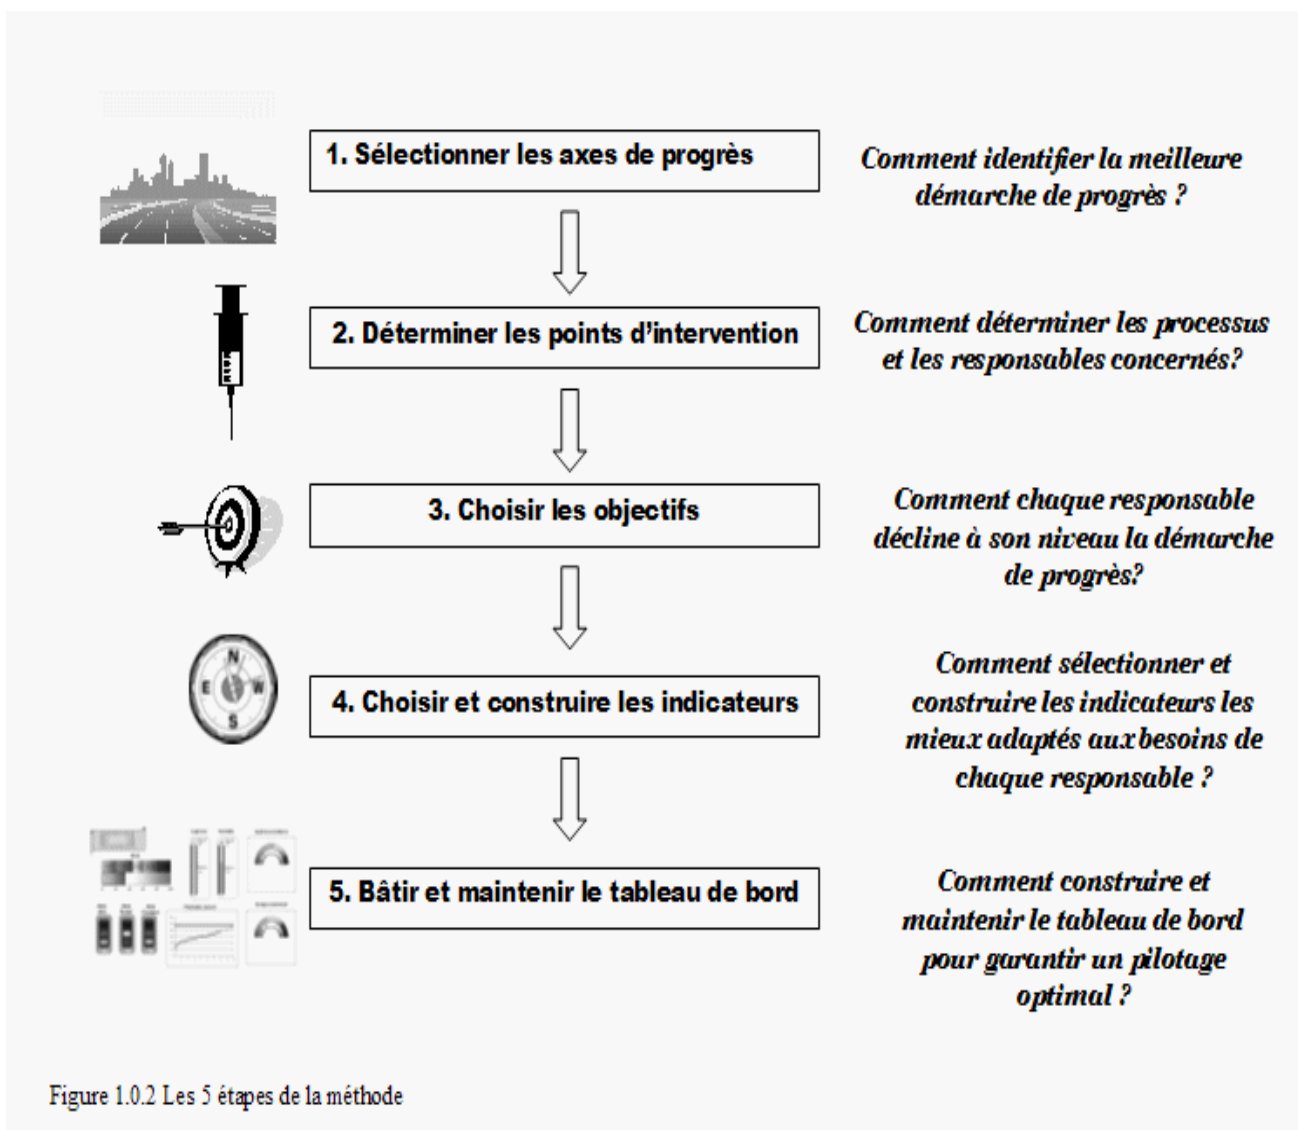 1. Sélectionner les axes de progrès
Comment identifier la meilleure
démarche de progrès ?
2. Déterminer les points d'intervention
Comment déterminer les processus
et les responsables concernés?
3. Choisir les objectifs
Comment chaque responsable
décline à son niveau la démarche
de progrès?
N
E
W
S
4. Choisir et construire les indicateurs
Comment sélectionner et
construire les indicateurs les
mieux adaptés aux besoins de
chaque responsable ?
5. Bâtir et maintenir le tableau de bord
Comment construire et
maintenir le tableau de bord
pour garantir un pilotage
optimal ?
Figure 1.0.2 Les 5 étapes de la méthode